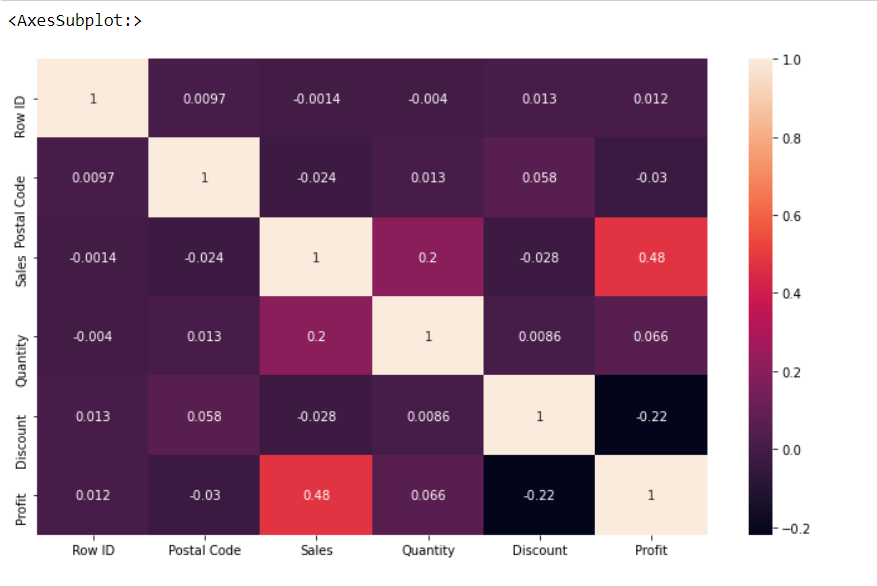 <AxesSubplot:>
Row ID 1 0.0097 -0.0014 -0.004 0.013 0.012
Postal Code 0.0097 1 -0.024 0.013 0.058 -0.03
Sales -0.0014 -0.024 1 0.2 -0.028 0.48
Quantity -0.004 0.013 0.2 1 0.0086 0.066
Discount 0.013 0.058 -0.028 0.0086 1 -0.22
Profit 0.012 -0.03 0.48 0.066 -0.22 1
Row ID Postal Code Sales Quantity Discount Profit
1.0
0.8
0.6
0.4
0.2
0.0
−0.2